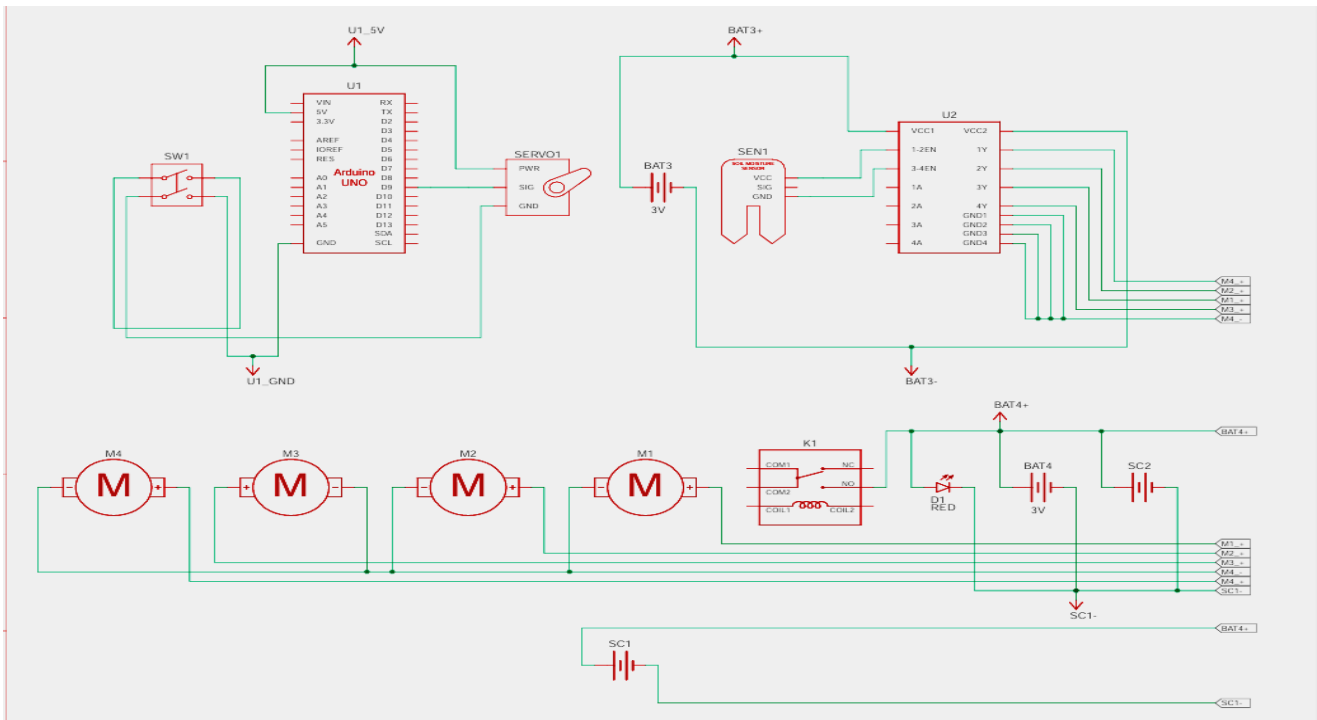 U1_5V
U1
VIN RX
5V TX
3.3V D2
D3
AREF D4
IOREF D5
RES D6
D7
A0 D8
A1 D9
A2 D10
A3 D11
A4 D12
A5 D13
SDA
GND SCL
Arduino
UNO
SW1
SERVO1
PWR
SIG
GND
U1_GND
BAT3+
BAT3
3V
SEN1
SOIL MOISTURE
SENSOR
VCC
SIG
GND
U2
VCC1 VCC2
1-2EN 1Y
3-4EN 2Y
1A 3Y
2A 4Y
GND1
3A GND2
GND3
4A GND4
M4_+
M2_+
M1_+
M3_+
M4_-
BAT3-
M4
- M +
M3
+ M -
M2
- M +
M1
- M +
K1
COM1 NC
COM2 NO
COIL1 COIL2
BAT4+
BAT4+
D1
RED
BAT4
3V
SC2
M1_+
M2_+
M3_+
M4_-
M4_+
SC1-
SC1-
BAT4+
SC1
SC1-